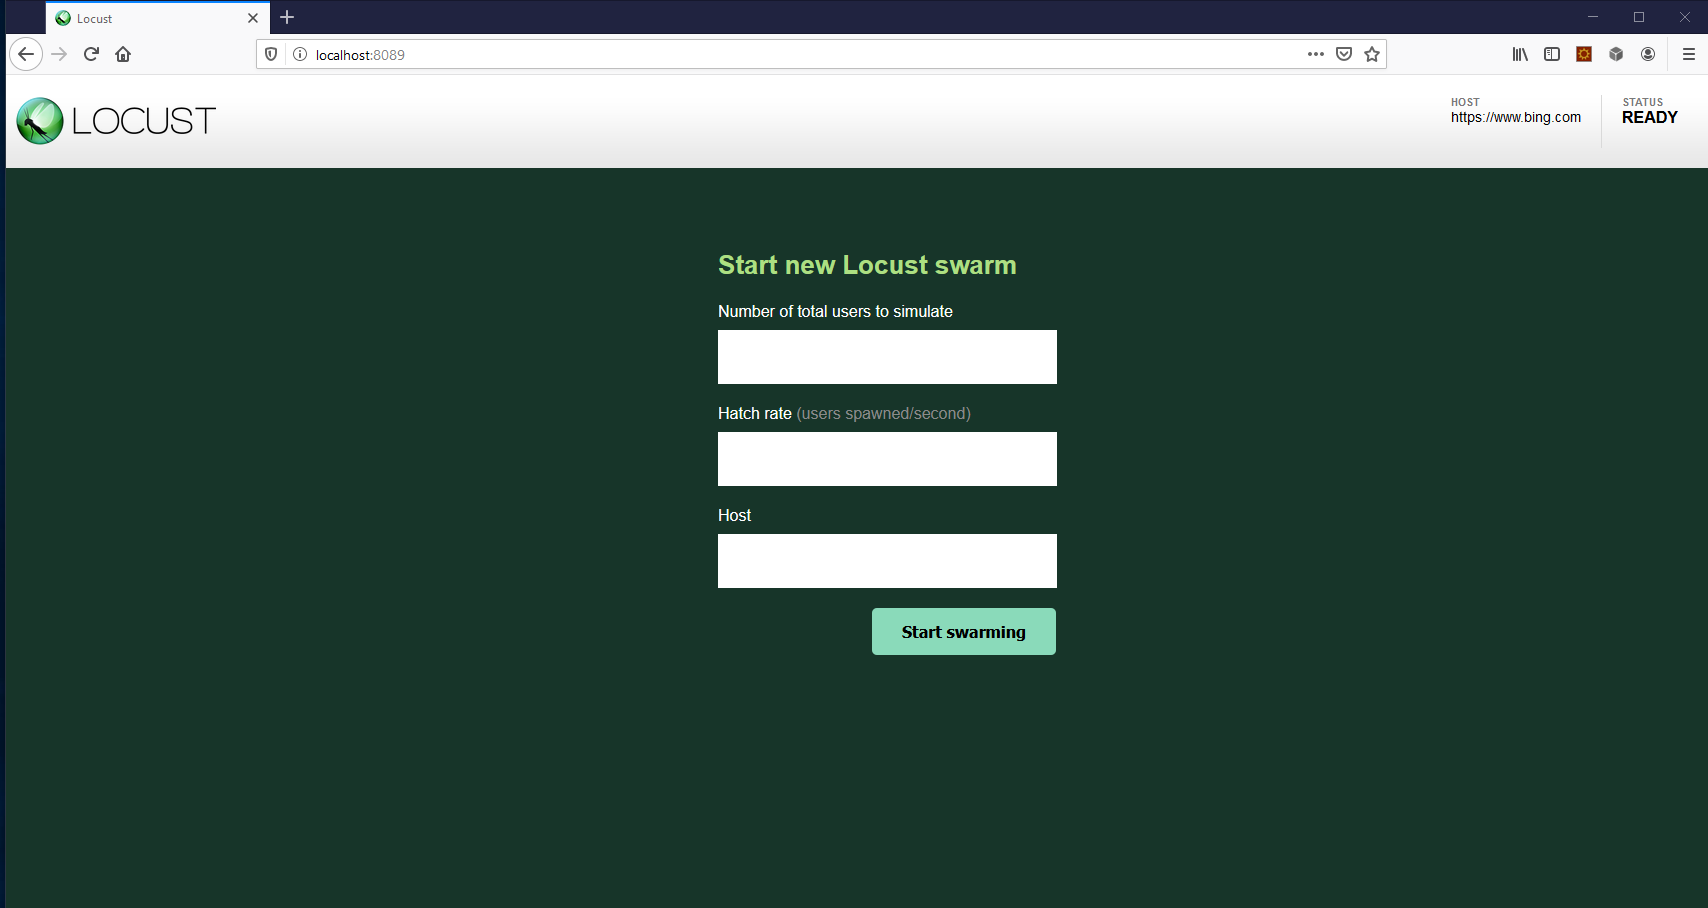 Locust
localhost:8089
LOCUST
HOST
https://www.bing.com
STATUS
READY
Start new Locust swarm
Number of total users to simulate
Hatch rate (users spawned/second)
Host
Start swarming